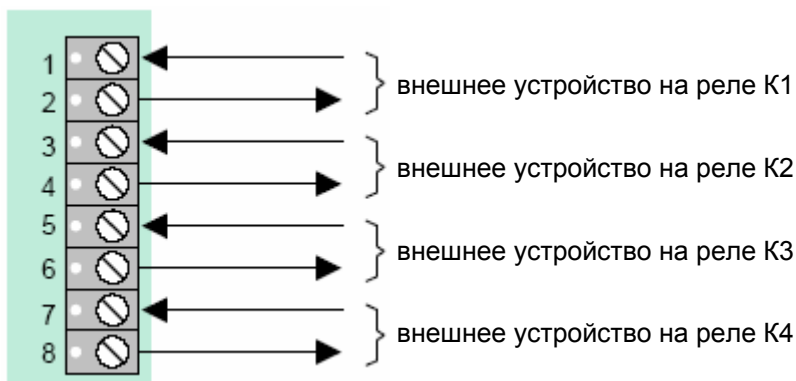 1
2
внешнее устройство на реле К1
3
4
внешнее устройство на реле К2
5
6
внешнее устройство на реле К3
7
8
внешнее устройство на реле К4